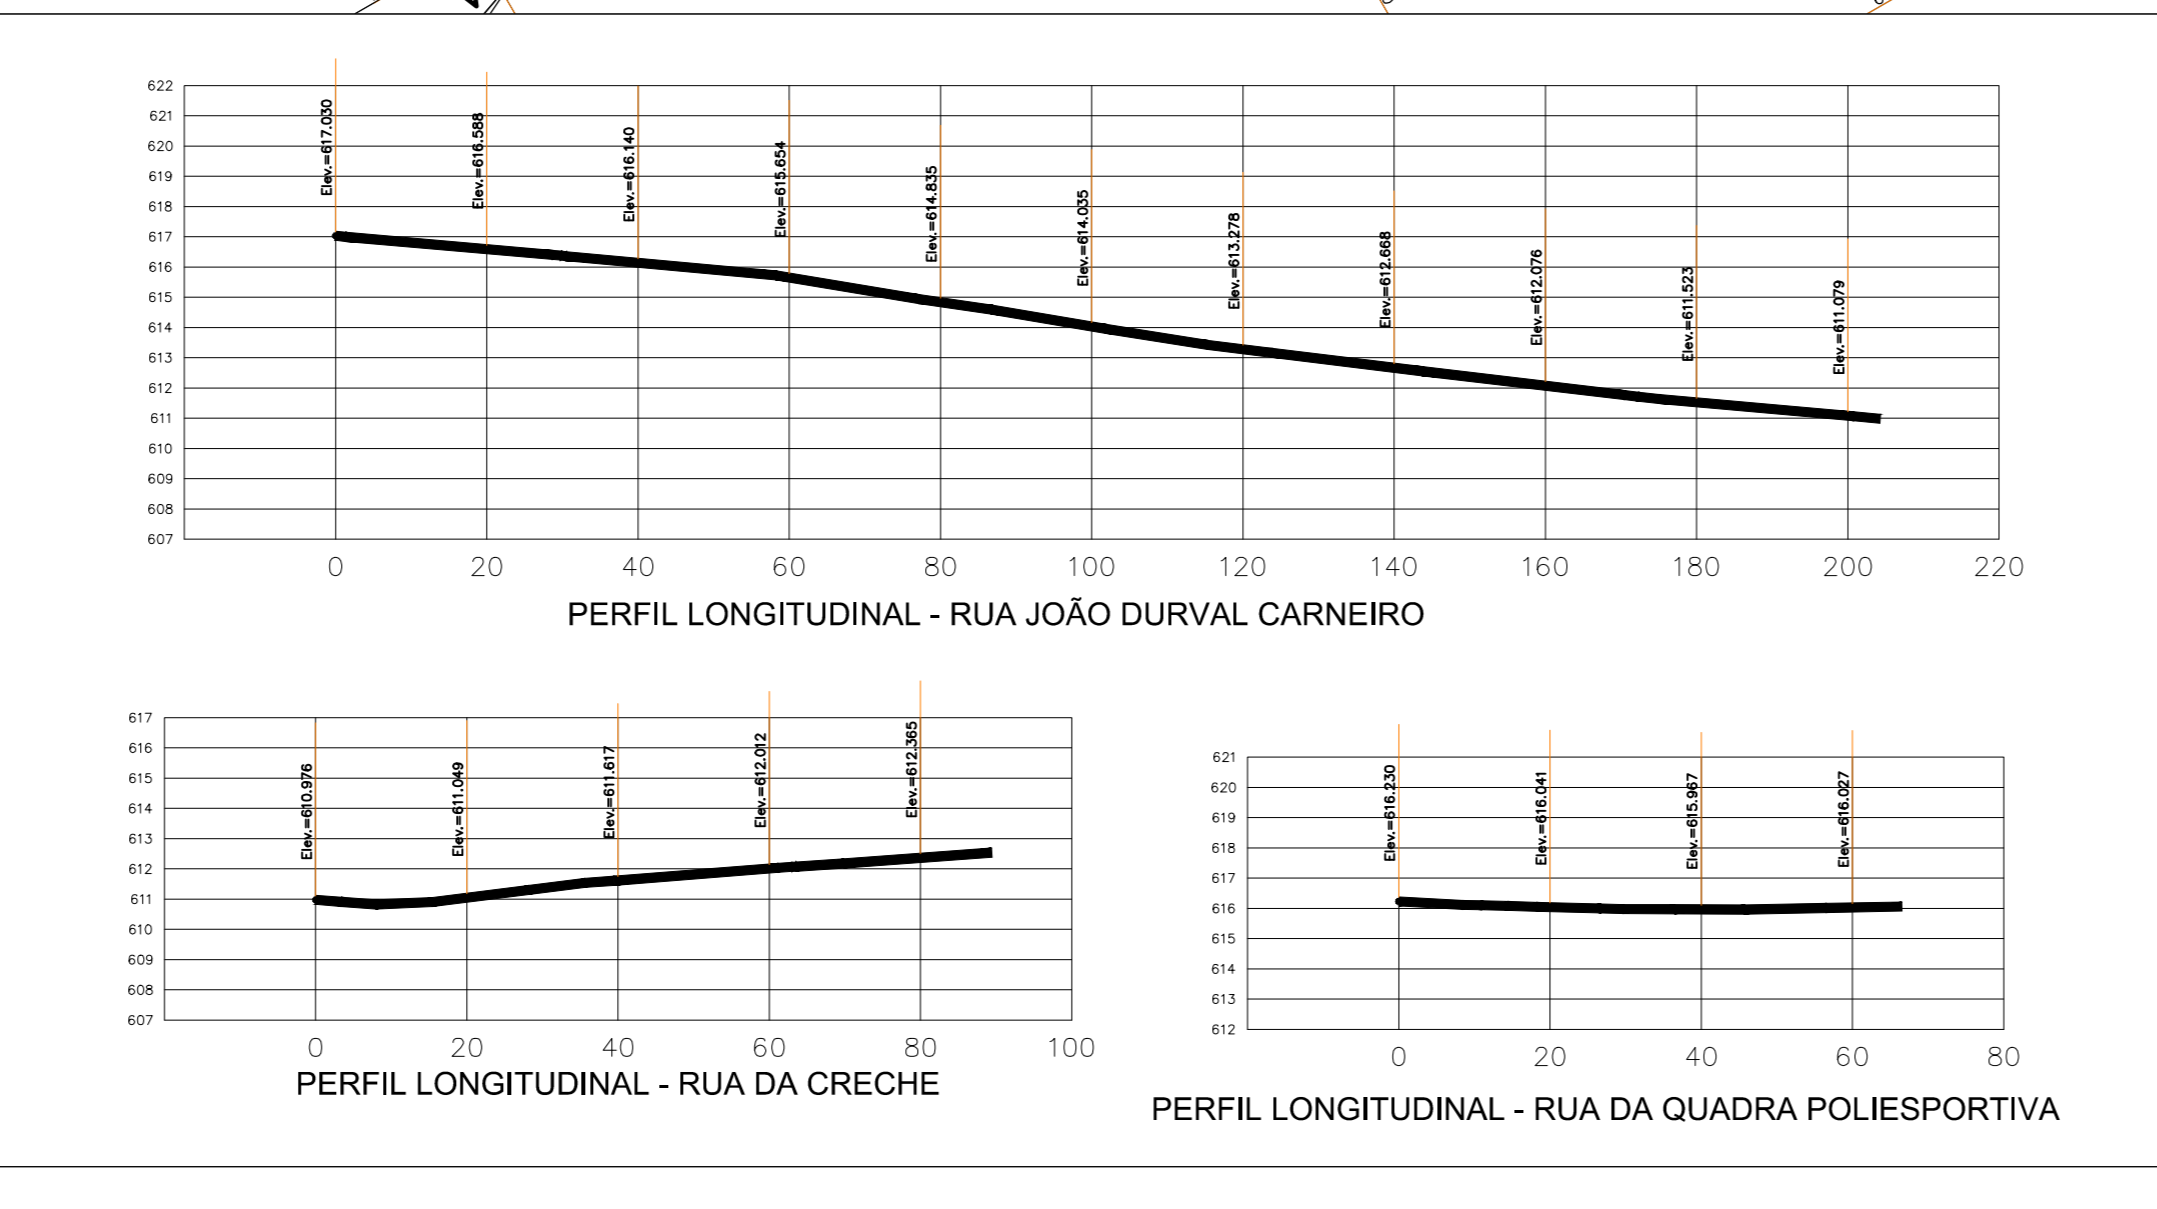 622
621
620
619
618
617
616
615
614
613
612
611
610
609
608
607
Elev.=617.030
Elev.=616.588
Elev.=616.140
Elev.=615.654
Elev.=614.835
Elev.=614.035
Elev.=613.278
Elev.=612.668
Elev.=612.076
Elev.=611.523
Elev=611.079
0 20 40 60 80 100 120 140 160 180 200 220
PERFIL LONGITUDINAL - RUA JOÃO DURVAL CARNEIRO
617
616
615
614
613
612
611
610
609
608
607
Elev.=610.976
Elev.=611.049
Elev=611.617
Elev.=612.012
Elev.=612.365
0 20 40 60 80 100
PERFIL LONGITUDINAL - RUA DA CRECHE
621
620
619
618
617
616
615
614
613
612
Elev.=616.230
Elev.=616.041
Elev.=615.967
Elev.=616.027
0 20 40 60 80
PERFIL LONGITUDINAL - RUA DA QUADRA POLIESPORTIVA